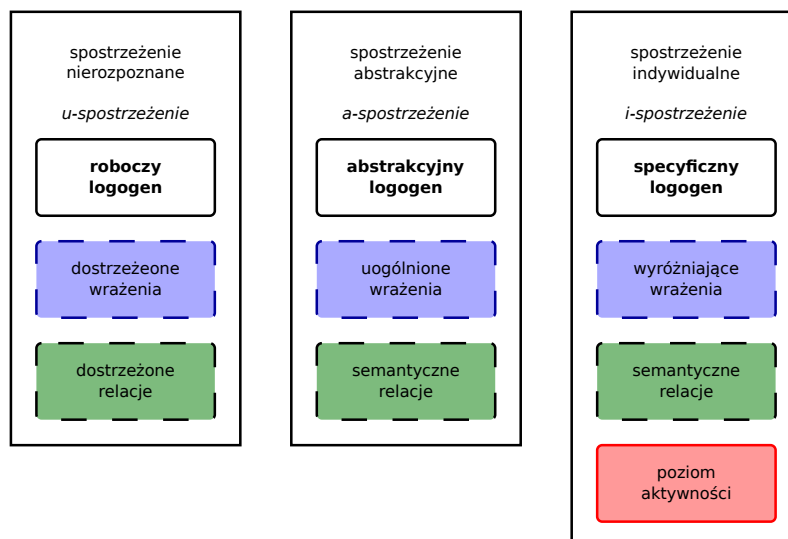 spostrzeżenie
nierozpoznane
u-spostrzeżenie
roboczy
logogen
dostrzeżeone
wrażenia
dostrzeżone
relacje
spostrzeżenie
abstrakcyjne
a-spostrzeżenie
abstrakcyjny
logogen
uogólnione
wrażenia
semantyczne
relacje
spostrzeżenie
indywidualne
i-spostrzeżenie
specyficzny
logogen
wyróżniające
wrażenia
semantyczne
relacje
poziom
aktywności